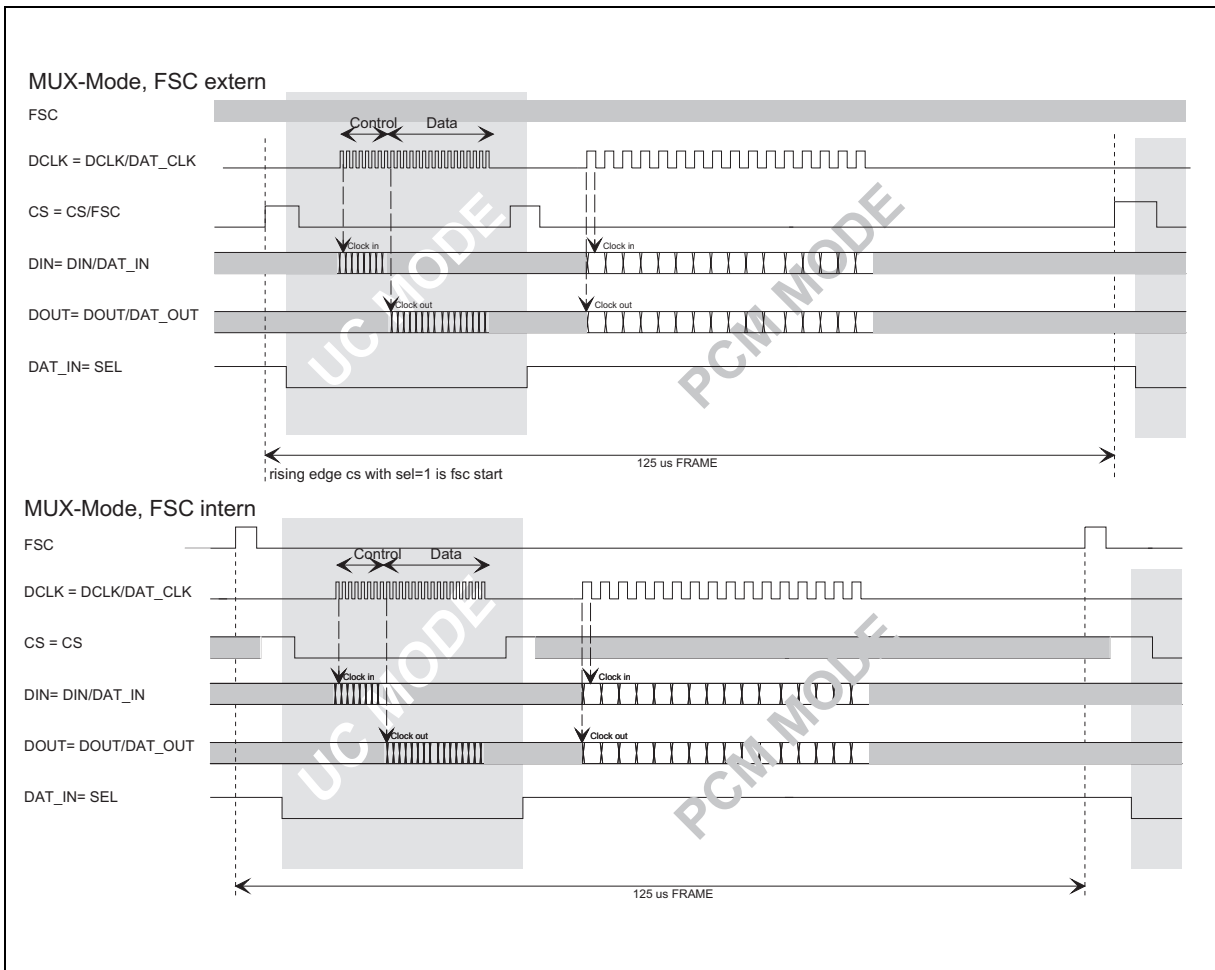 MUX-Mode, FSC extern
FSC
Control Data
DCLK = DCLK/DAT_CLK
CS = CS/FSC
Clock in Clock in
DIN= DIN/DAT_IN
Clock out Clock out
DOUT= DOUT/DAT_OUT
UC MODE
PCM MODE
DAT_IN= SEL
125 us FRAME
rising edge cs with sel=1 is fsc start
MUX-Mode, FSC intern
FSC
Control Data
DCLK = DCLK/DAT_CLK
CS = CS
Clock in Clock in
DIN= DIN/DAT_IN
Clock out Clock out
DOUT= DOUT/DAT_OUT
UC MODE
PCM MODE
DAT_IN= SEL
125 us FRAME